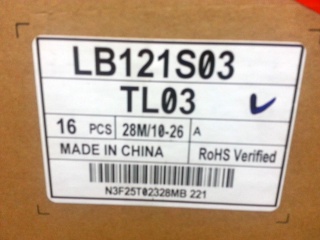 LB121S03
TL03
16 PCS 28M/10-26 A
MADE IN CHINA RoHS Verified
N3F25T02328MB 221